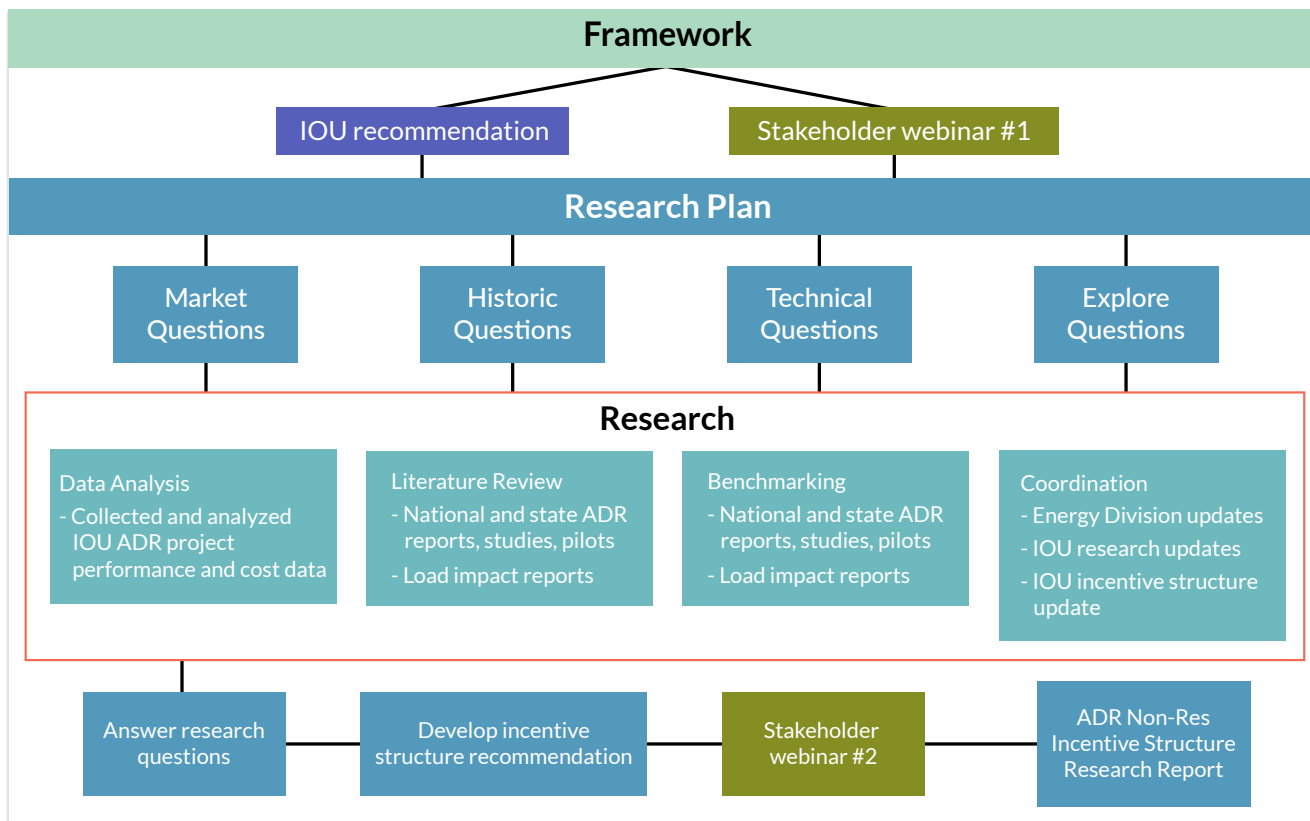 Framework
IOU recommendation
Stakeholder webinar #1
Research Plan
Market
Questions
Historic
Questions
Technical
Questions
Explore
Questions
Research
Data Analysis
- Collected and analyzed
IOU ADR project
performance and cost data
Literature Review
- National and state ADR
reports, studies, pilots
- Load impact reports
Benchmarking
- National and state ADR
reports, studies, pilots
- Load impact reports
Coordination
- Energy Division updates
- IOU research updates
- IOU incentive structure
update
Answer research
questions
Develop incentive
structure recommendation
Stakeholder
webinar #2
ADR Non-Res
Incentive Structure
Research Report